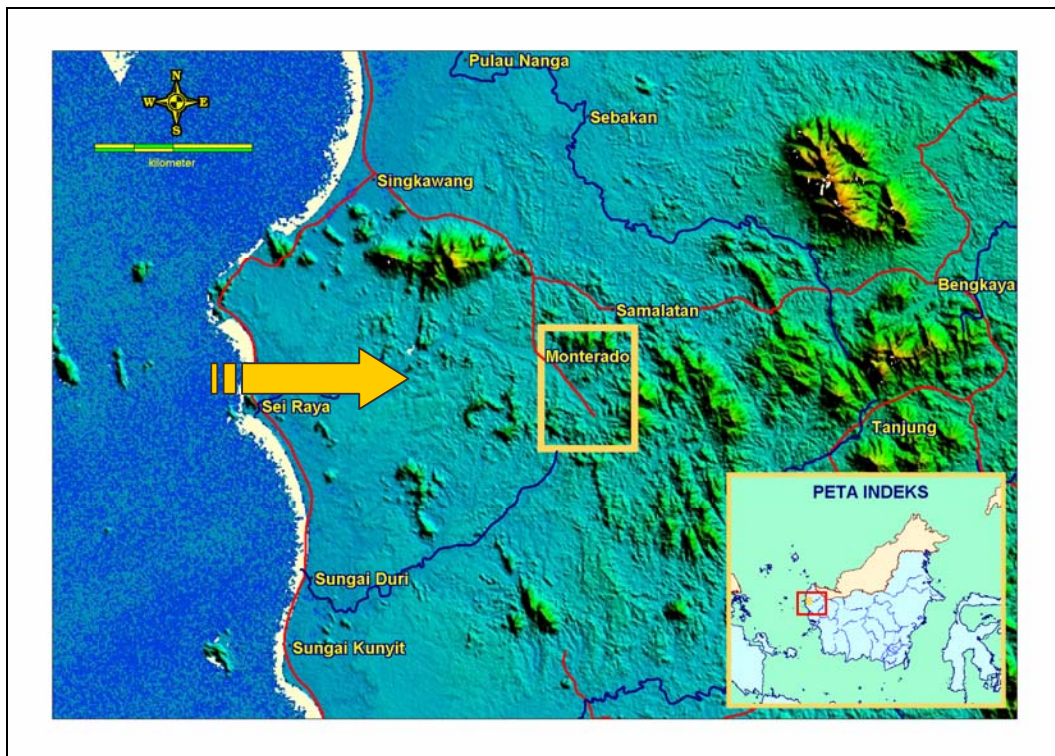 Pulau Nanga
N
W E
S
Sebakan
kilometer
Singkawang
Bengkaya
Samalatan
Monterado
Sei Raya
Tanjung
PETA INDEKS
Sungai Duri
Sungai Kunyit